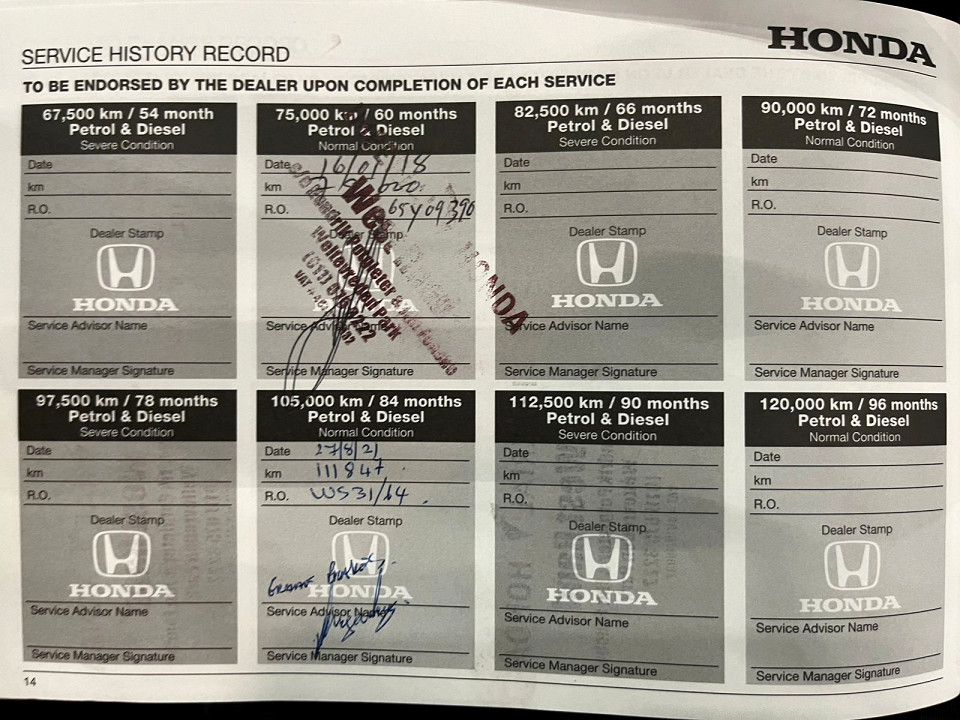 HONDA
SERVICE HISTORY RECORD
TO BE ENDORSED BY THE DEALER UPON COMPLETION OF EACH SERVICE
67,500 km / 54 month
Petrol & Diesel
Severe Condition
Date
km
R.O.
Dealer Stamp
HONDA
Service Advisor Name
Service Manager Signature
75,000 km / 60 months
Petrol & Diesel
Normal Condition
Date 16/01/18
km
R.O. 65Y09390
Dealer Stamp
HONDA
Weltevreden Park
Service Advisor Name
Service Manager Signature
82,500 km / 66 months
Petrol & Diesel
Severe Condition
Date
km
R.O.
Dealer Stamp
HONDA
Service Advisor Name
Service Manager Signature
90,000 km / 72 months
Petrol & Diesel
Normal Condition
Date
km
R.O.
Dealer Stamp
HONDA
Service Advisor Name
Service Manager Signature
97,500 km / 78 months
Petrol & Diesel
Severe Condition
Date
km
R.O.
Dealer Stamp
HONDA
Service Advisor Name
Service Manager Signature
105,000 km / 84 months
Petrol & Diesel
Normal Condition
Date 27/8/21
km 111847
R.O. WS31164
Dealer Stamp
HONDA
Service Advisor Name
Service Manager Signature
112,500 km / 90 months
Petrol & Diesel
Severe Condition
Date
km
R.O.
Dealer Stamp
HONDA
Service Advisor Name
Service Manager Signature
120,000 km / 96 months
Petrol & Diesel
Normal Condition
Date
km
R.O.
Dealer Stamp
HONDA
Service Advisor Name
Service Manager Signature
14